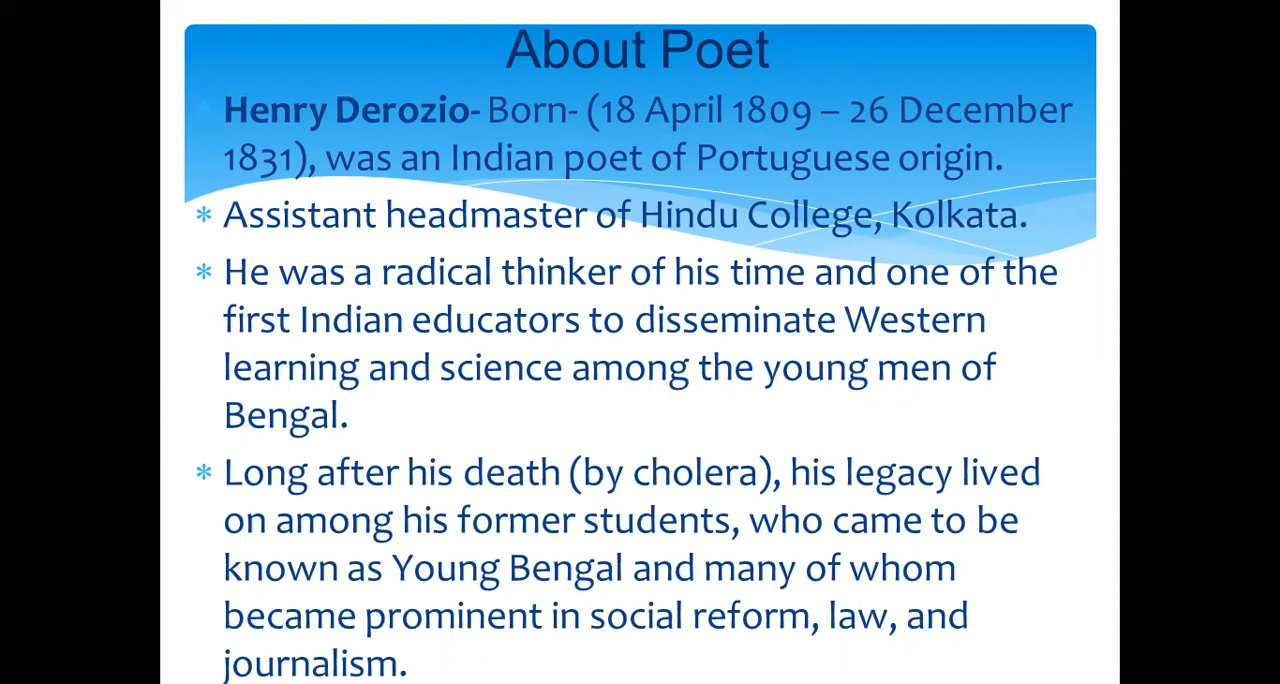 About Poet
* Henry Derozio- Born- (18 April 1809 – 26 December
1831), was an Indian poet of Portuguese origin.
* Assistant headmaster of Hindu College, Kolkata.
* He was a radical thinker of his time and one of the
first Indian educators to disseminate Western
learning and science among the young men of
Bengal.
* Long after his death (by cholera), his legacy lived
on among his former students, who came to be
known as Young Bengal and many of whom
became prominent in social reform, law, and
journalism.